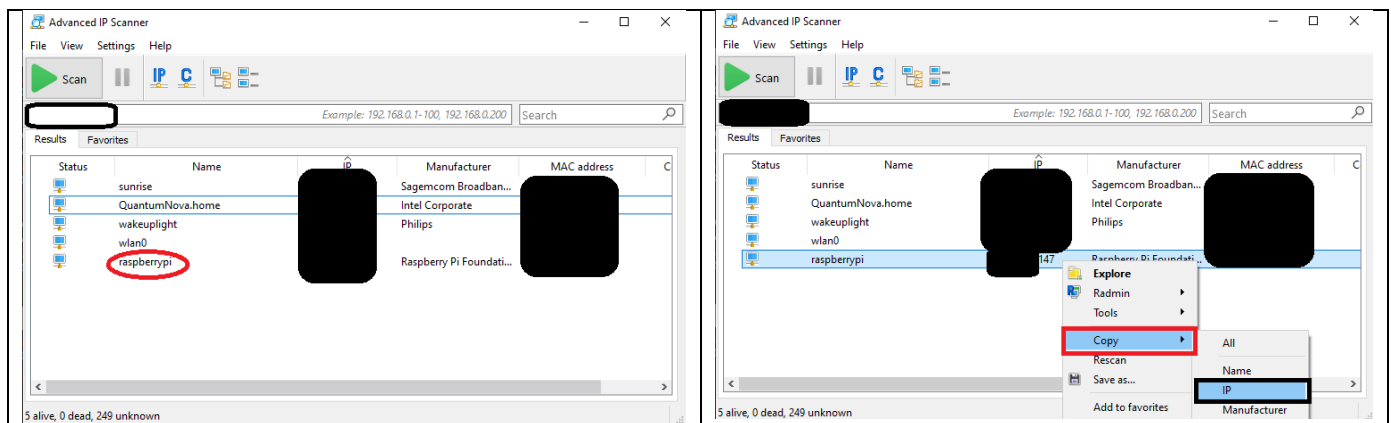 Advanced IP Scanner
File View Settings Help
Scan
IP C
Example: 192.168.0.1-100, 192.168.0.200 Search
Results Favorites
Status Name IP Manufacturer MAC address C
sunrise Sagemcom Broadban...
QuantumNova.home Intel Corporate
wakeuplight Philips
wlan0
raspberrypi Raspberry Pi Foundati...
5 alive, 0 dead, 249 unknown
Advanced IP Scanner
File View Settings Help
Scan
IP C
Example: 192.168.0.1-100, 192.168.0.200 Search
Results Favorites
Status Name IP Manufacturer MAC address C
sunrise Sagemcom Broadban...
QuantumNova.home Intel Corporate
wakeuplight Philips
wlan0
raspberrypi 147 Raspberry Pi Foundati...
Explore
Radmin
Tools
Copy All
Rescan
Name
Save as...
IP
Add to favorites Manufacturer
5 alive, 0 dead, 249 unknown